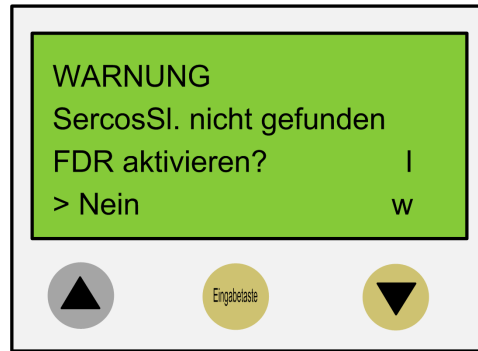 WARNUNG
SercosSl. nicht gefunden
FDR aktivieren? l
> Nein w
Eingabetaste